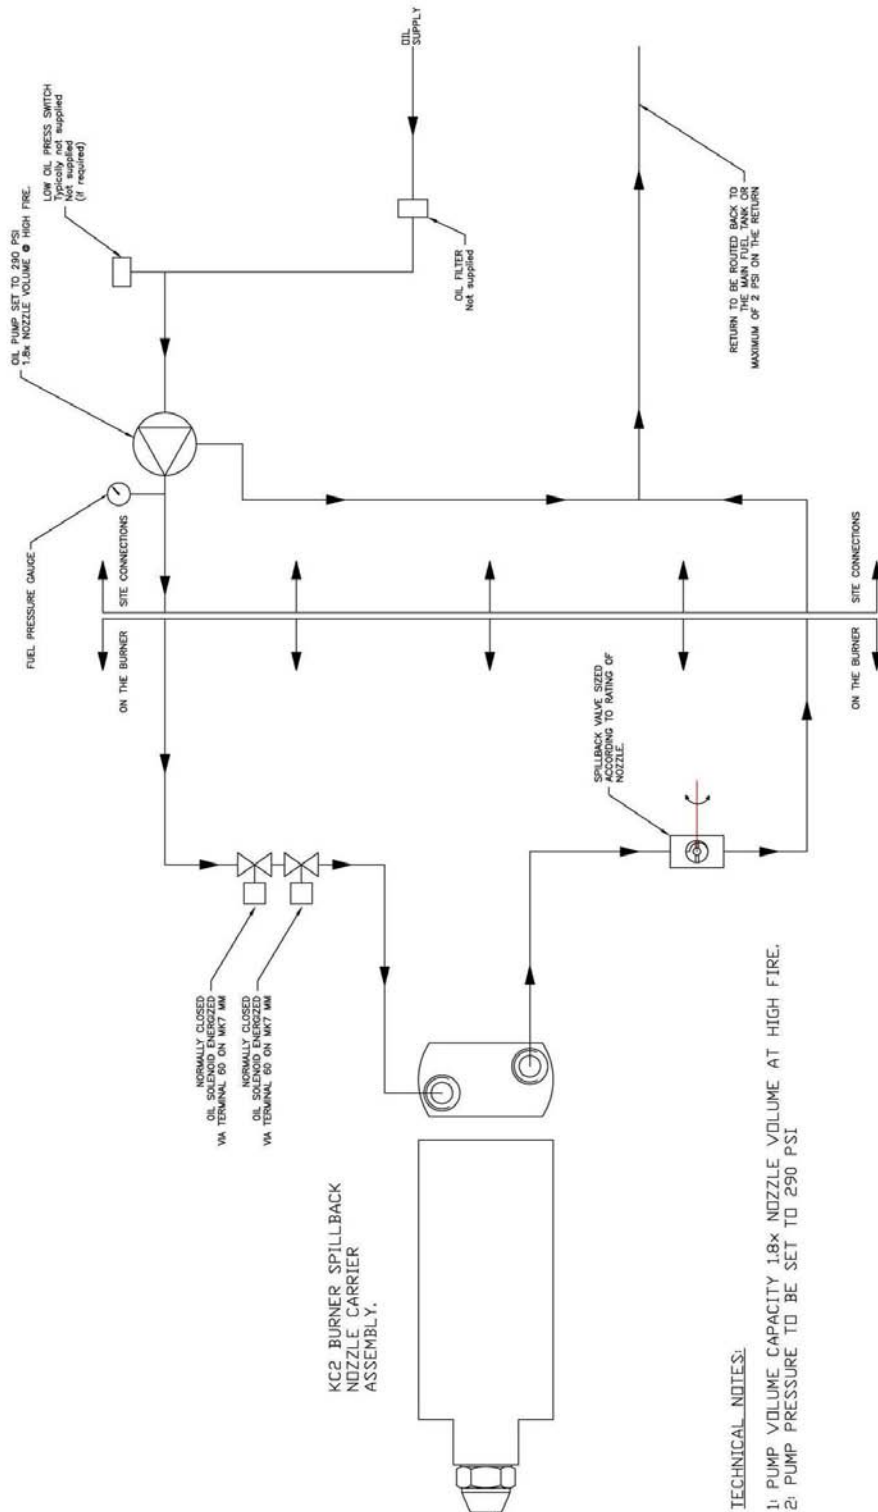 OIL PUMP SET TO 290 PSI
1.8x NOZZLE VOLUME @ HIGH FIRE.
LOW OIL PRESS SWITCH
Typically not supplied
Not supplied
(if required)
OIL
SUPPLY
FUEL PRESSURE GAUGE
OIL FILTER
Not supplied
SITE CONNECTIONS
ON THE BURNER
RETURN TO BE ROUTED BACK TO
THE MAIN FUEL TANK OR
MAXIMUM OF 2 PSI ON THE RETURN
SITE CONNECTIONS
ON THE BURNER
NORMALLY CLOSED
OIL SOLENOID ENERGIZED
VIA TERMINAL 60 ON MK7 MM
NORMALLY CLOSED
OIL SOLENOID ENERGIZED
VIA TERMINAL 60 ON MK7 MM
SPILLBACK VALVE SIZED
ACCORDING TO RATING OF
NOZZLE.
KC2 BURNER SPILLBACK
NOZZLE CARRIER
ASSEMBLY.
TECHNICAL NOTES:
1: PUMP VOLUME CAPACITY 1.8x NOZZLE VOLUME AT HIGH FIRE.
2: PUMP PRESSURE TO BE SET TO 290 PSI